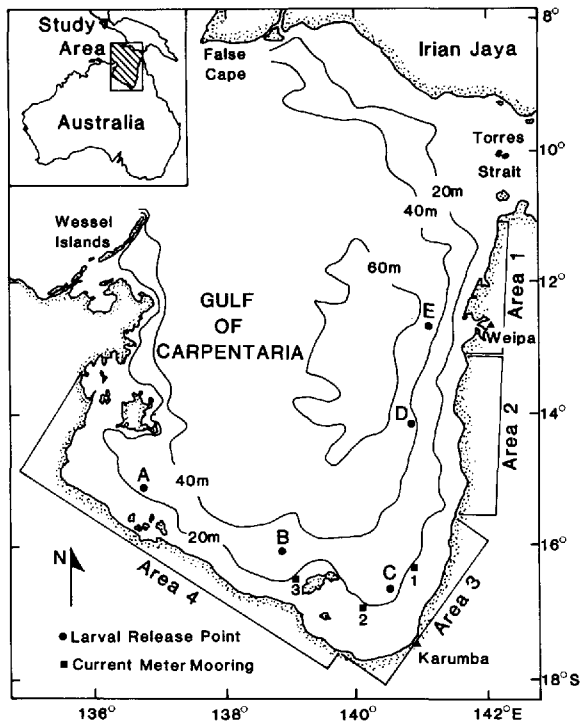 Study
Area
Australia
False
Cape
Irian Jaya
Torres
Strait
20m
40m
60m
Wessel
Islands
GULF
OF
CARPENTARIA
E
Weipa
Area 1
D
Area 2
A
40m
20m
B
C
1
3
2
Area 3
Area 4
N
Larval Release Point
Current Meter Mooring
Karumba
8°
10°
12°
14°
16°
18°S
136°
138°
140°
142°E